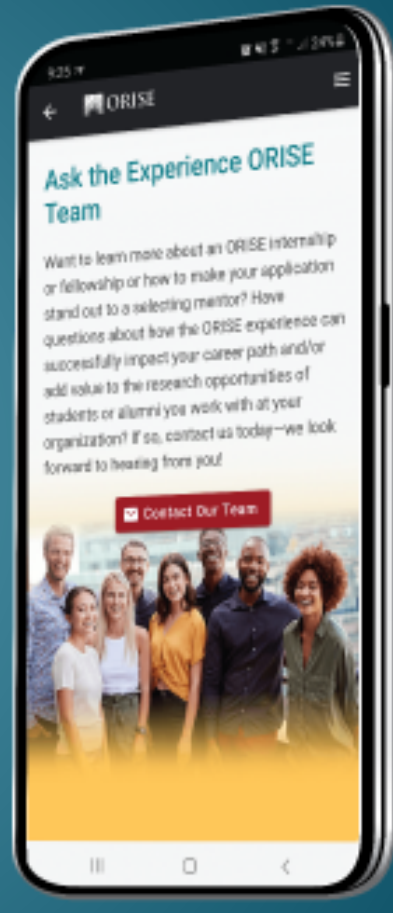 9:25
24%
ORISE
Ask the Experience ORISE
Team
Want to learn more about an ORISE internship
or fellowship or how to make your application
stand out to a selecting mentor? Have
questions about how the ORISE experience can
successfully impact your career path and/or
add value to the research opportunities of
students or alumni you work with at your
organization? If so, contact us today—we look
forward to hearing from you!
Contact Our Team